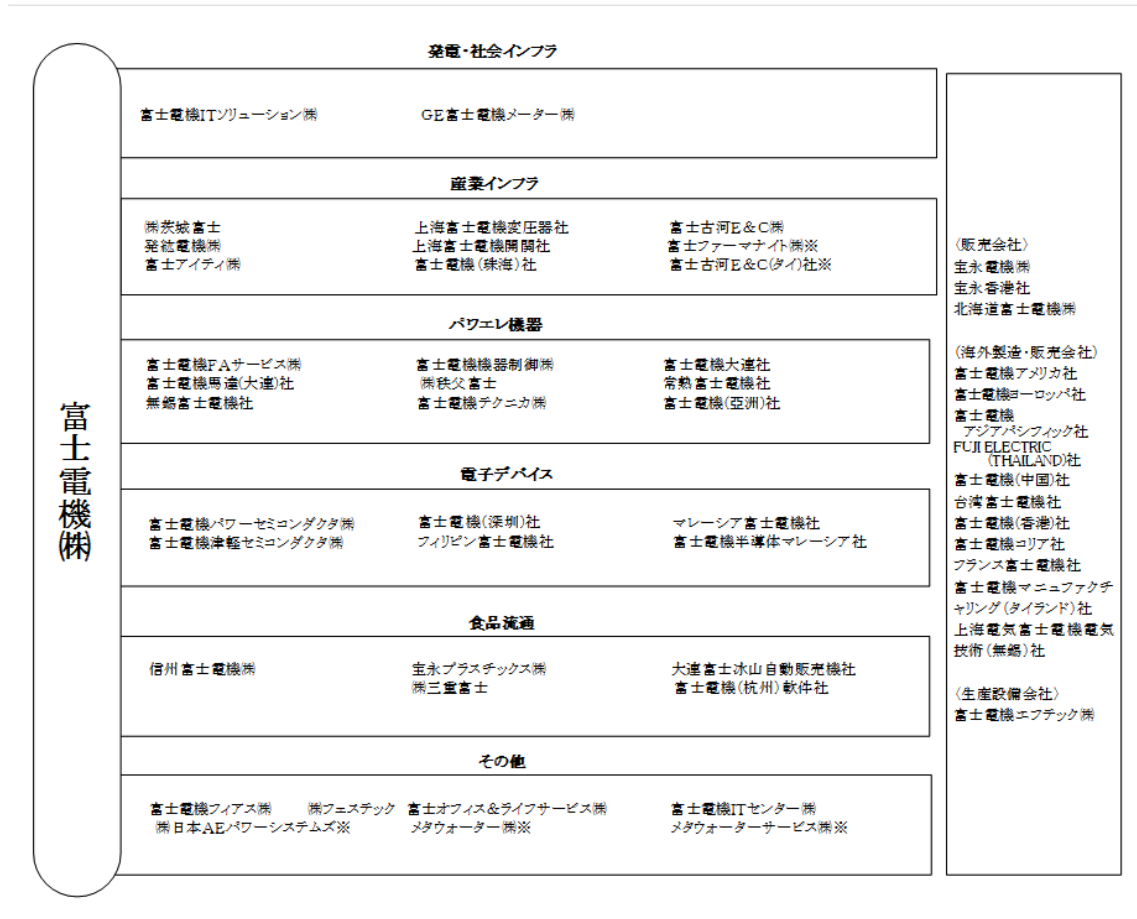 富士電機㈱
発電・社会インフラ
富士電機ITソリューション㈱　GE富士電機メーター㈱
産業インフラ
㈱茨城富士　上海富士電機変圧器社　富士古河E＆C㈱
発紘電機㈱　上海富士電機開関社　富士ファーマナイト㈱※
富士アイティ㈱　富士電機(珠海)社　富士古河E＆C(タイ)社※
パワエレ機器
富士電機FAサービス㈱　富士電機機器制御㈱　富士電機大連社
富士電機馬達(大連)社　㈱秩父富士　常熟富士電機社
無錫富士電機社　富士電機テクニカ㈱　富士電機(亞洲)社
電子デバイス
富士電機パワーセミコンダクタ㈱　富士電機(深圳)社　マレーシア富士電機社
富士電機津軽セミコンダクタ㈱　フィリピン富士電機社　富士電機半導体マレーシア社
食品流通
信州富士電機㈱　宝永プラスチックス㈱　大連富士冰山自動販売機社
㈱三重富士　富士電機(杭州)軟件社
その他
富士電機フィアス㈱　㈱フェステック　富士オフィス&ライフサービス㈱　富士電機ITセンター㈱
㈱日本AEパワーシステムズ※　メタウォーター㈱※　メタウォーターサービス㈱※
〈販売会社〉
宝永電機㈱
宝永香港社
北海道富士電機㈱
〈海外製造・販売会社〉
富士電機アメリカ社
富士電機ヨーロッパ社
富士電機
アジアパシフィック社
FUJI ELECTRIC
(THAILAND)社
富士電機(中国)社
台湾富士電機社
富士電機(香港)社
富士電機コリア社
フランス富士電機社
富士電機マニュファクチ
ャリング(タイランド)社
上海電気富士電機電気
技術(無錫)社
〈生産設備会社〉
富士電機エフテック㈱